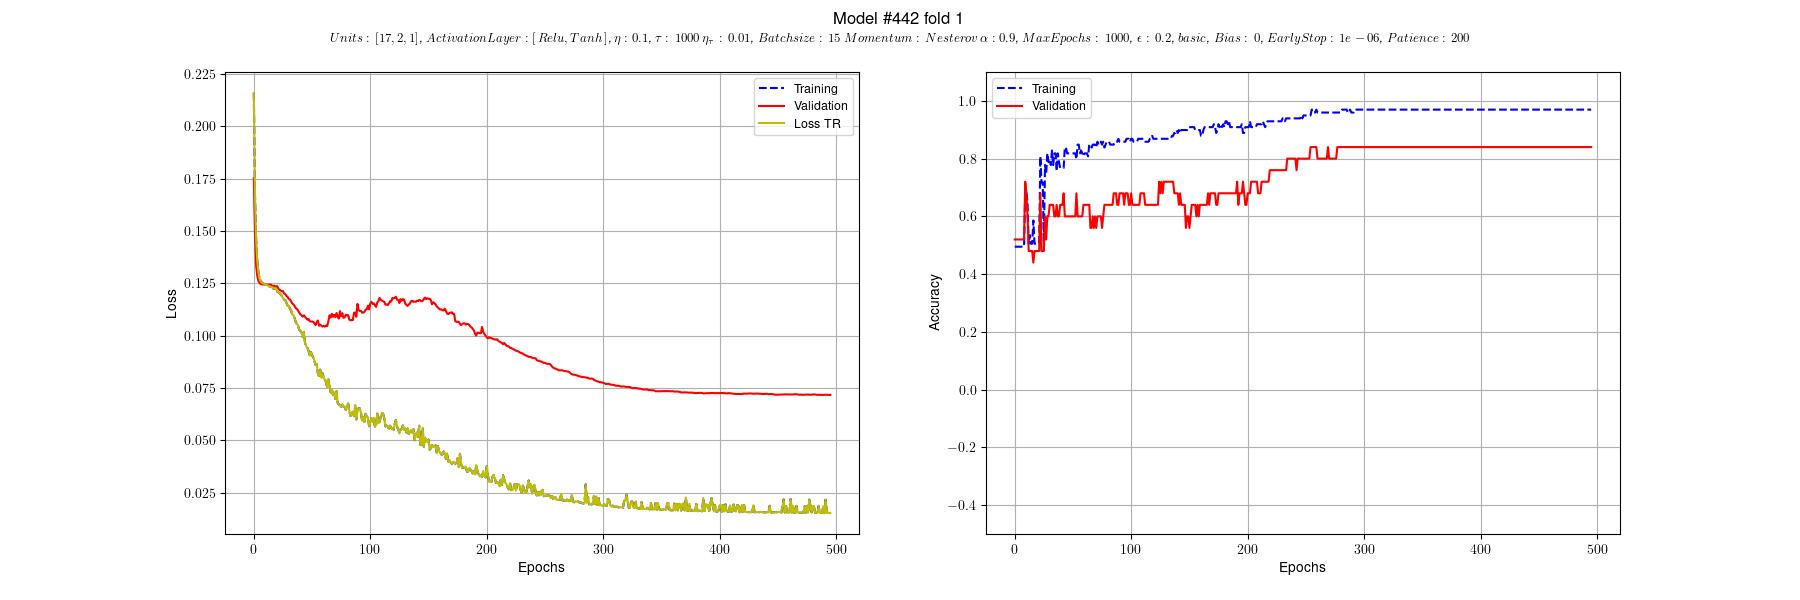 Model #442 fold 1
Units : [17, 2, 1], ActivationLayer : [Relu, Tanh], η : 0.1, τ : 1000 ητ : 0.01, Batchsize : 15 Momentum : Nesterov α : 0.9, MaxEpochs : 1000, ϵ : 0.2, basic, Bias : 0, EarlyStop : 1e − 06, Patience : 200
0.225
0.200
0.175
0.150
0.125
0.100
0.075
0.050
0.025
Loss
Training
Validation
Loss TR
0 100 200 300 400 500
Epochs
1.0
0.8
0.6
0.4
0.2
0.0
−0.2
−0.4
Accuracy
Training
Validation
0 100 200 300 400 500
Epochs